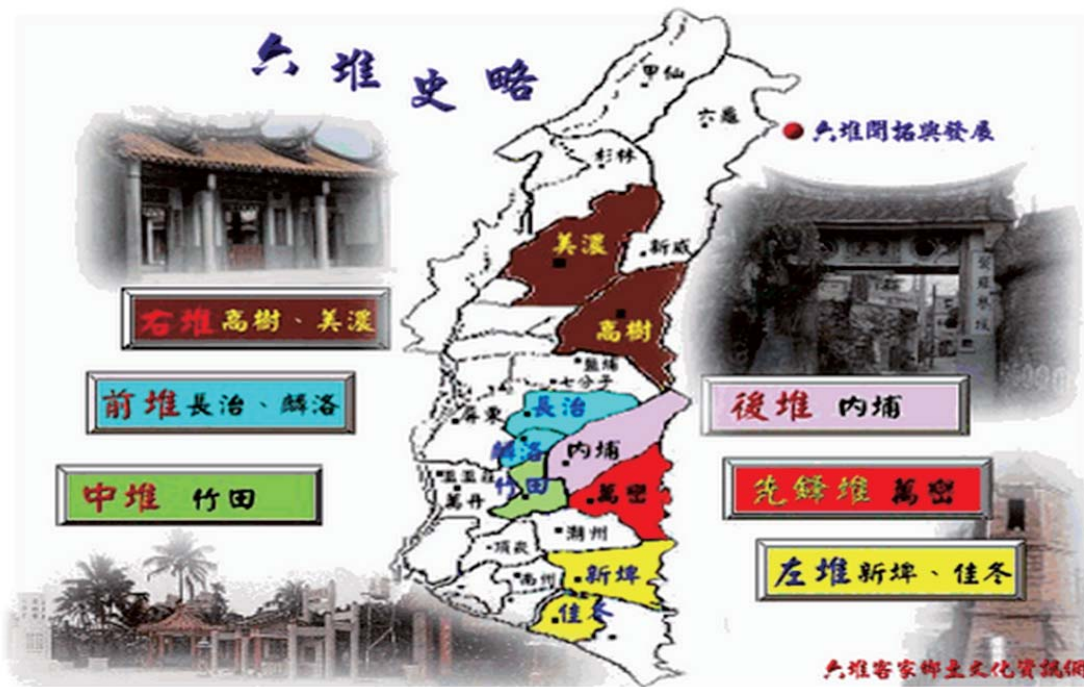 六堆史略
六堆開拓與發展
甲仙
六龜
杉林
美濃
新威
高樹
鹽埔
七分子
長治
屏東
麟洛
內埔
竹田
萬丹
萬巒
潮州
新埤
南州
佳冬
右堆 高樹、美濃
前堆 長治、麟洛
中堆 竹田
後堆 內埔
先鋒堆 萬巒
左堆 新埤、佳冬
六堆客家鄉土文化資訊網